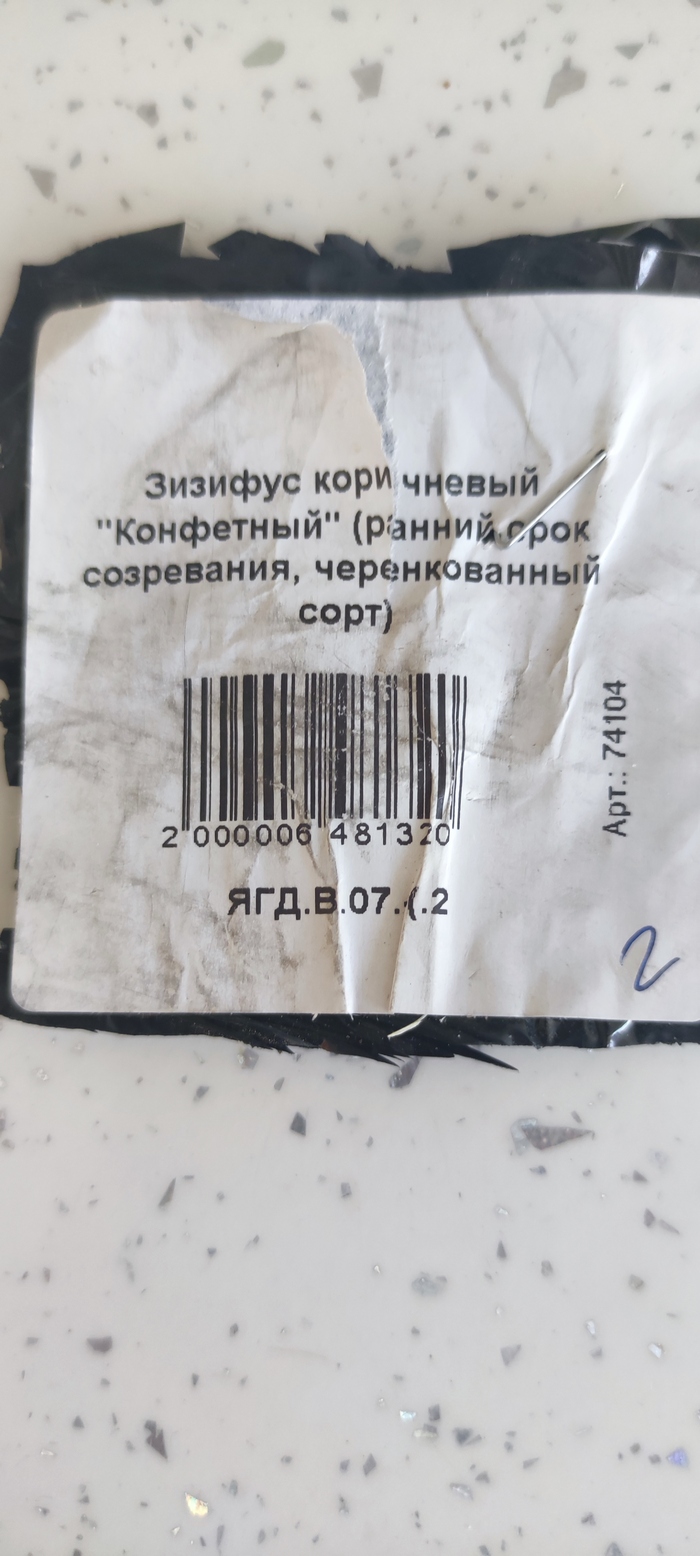 Зизифус коричневый
"Конфетный" (ранний срок
созревания, черенкованный
сорт)
2 000006 481320
Арт.: 74104
2